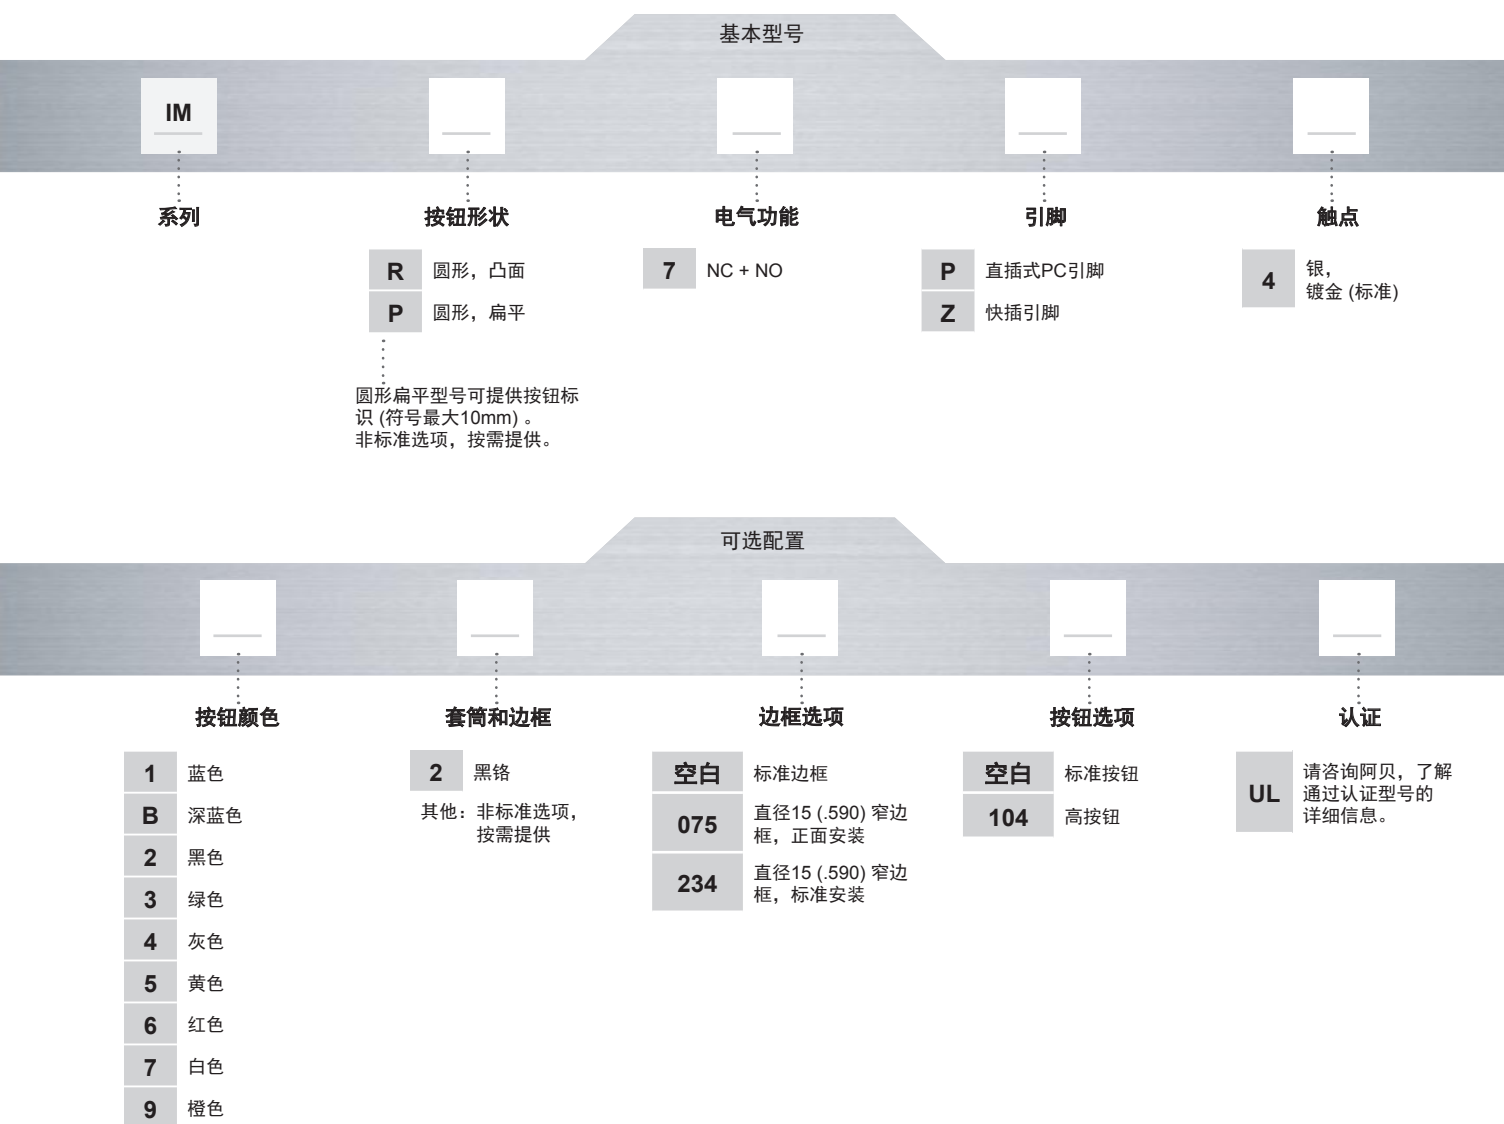 基本型号
IM
系列
按钮形状
电气功能
引脚
触点
R 圆形，凸面
P 圆形，扁平
7 NC + NO
P 直插式PC引脚
Z 快插引脚
4 银，
镀金 (标准)
圆形扁平型号可提供按钮标
识 (符号最大10mm) 。
非标准选项，按需提供。
可选配置
按钮颜色
套筒和边框
边框选项
按钮选项
认证
1 蓝色
B 深蓝色
2 黑色
3 绿色
4 灰色
5 黄色
6 红色
7 白色
9 橙色
2 黑铬
其他：非标准选项，
按需提供
空白 标准边框
075 直径15 (.590) 窄边
框，正面安装
234 直径15 (.590) 窄边
框，标准安装
空白 标准按钮
104 高按钮
UL 请咨询阿贝，了解
通过认证型号的
详细信息。